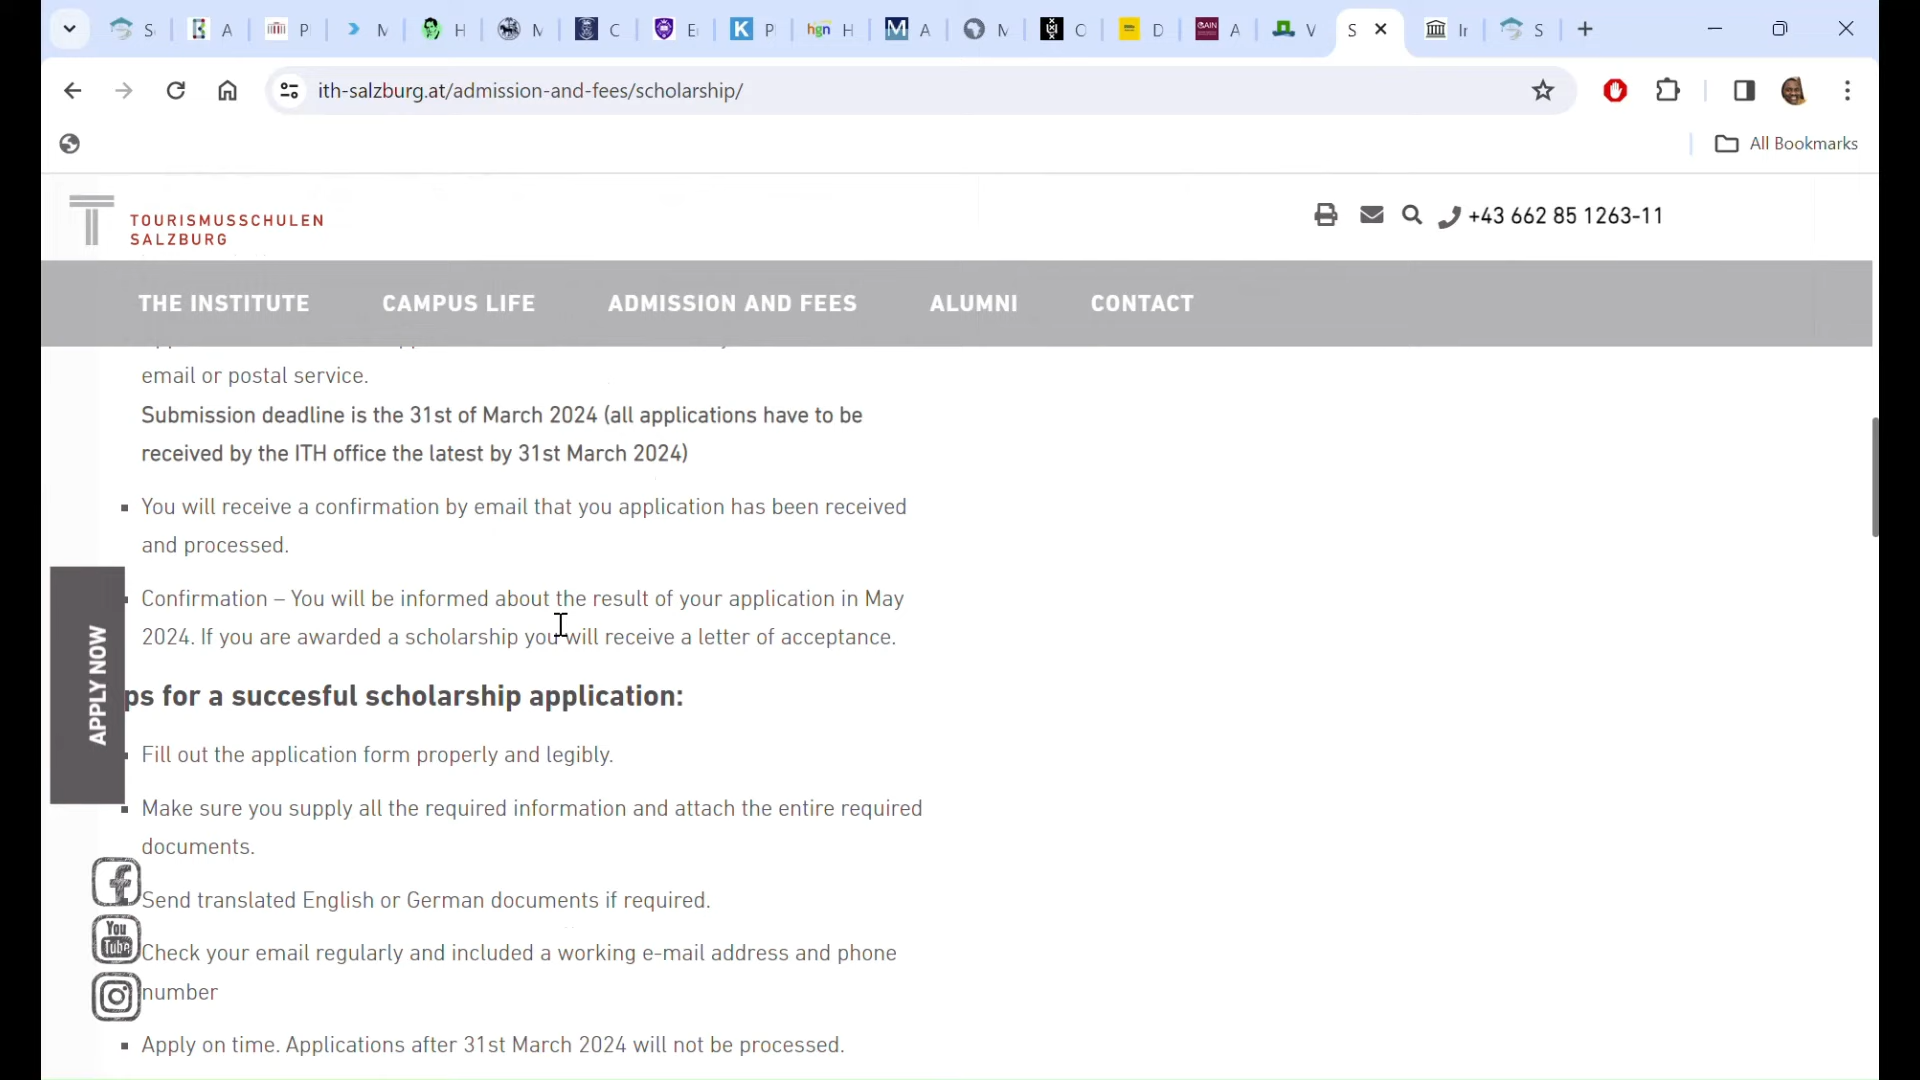 S
A
P
M
H
M
C
E
P
hgn H
A
M
C
D
GAIN A
V
S
Ir
S
ith-salzburg.at/admission-and-fees/scholarship/
All Bookmarks
TOURISMUSSCHULEN
SALZBURG
+43 662 85 1263-11
THE INSTITUTE CAMPUS LIFE ADMISSION AND FEES ALUMNI CONTACT
email or postal service.
Submission deadline is the 31st of March 2024 (all applications have to be
received by the ITH office the latest by 31st March 2024)
You will receive a confirmation by email that you application has been received
and processed.
Confirmation – You will be informed about the result of your application in May
2024. If you are awarded a scholarship you will receive a letter of acceptance.
APPLY NOW
ps for a succesful scholarship application:
Fill out the application form properly and legibly.
Make sure you supply all the required information and attach the entire required
documents.
Send translated English or German documents if required.
You Tube
Check your email regularly and included a working e-mail address and phone
number
Apply on time. Applications after 31st March 2024 will not be processed.